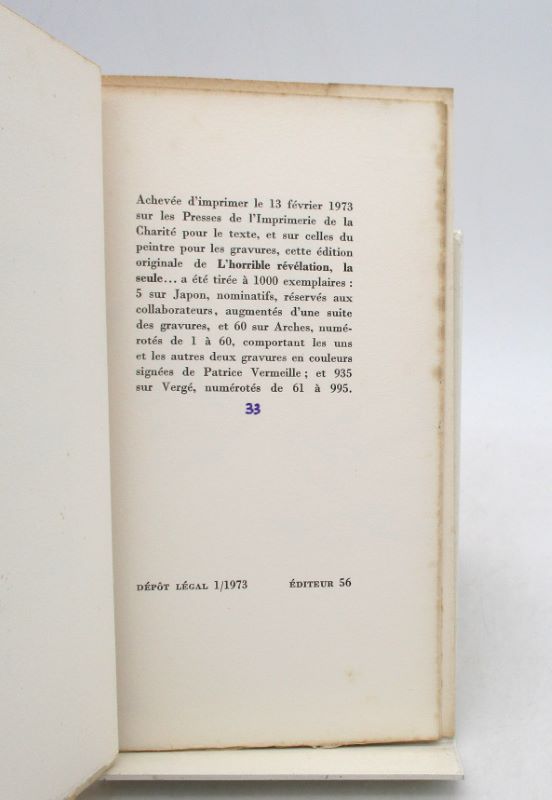 Achevée d'imprimer le 13 février 1973
sur les Presses de l'Imprimerie de la
Charité pour le texte, et sur celles du
peintre pour les gravures, cette édition
originale de L'horrible révélation, la
seule... a été tirée à 1000 exemplaires :
5 sur Japon, nominatifs, réservés aux
collaborateurs, augmentés d'une suite
des gravures, et 60 sur Arches, numé-
rotés de 1 à 60, comportant les uns
et les autres deux gravures en couleurs
signées de Patrice Vermeille ; et 935
sur Vergé, numérotés de 61 à 995.
33
DÉPÔT LÉGAL 1/1973 ÉDITEUR 56